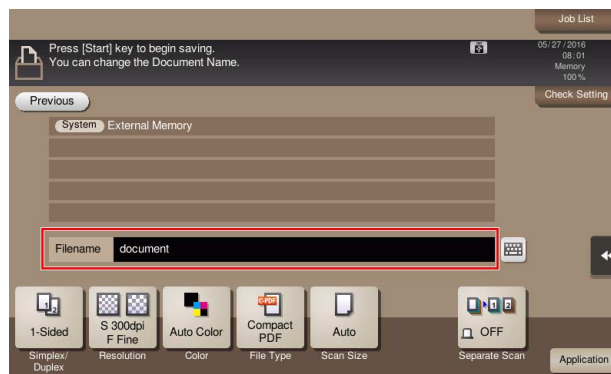 Job List
Press [Start] key to begin saving.
You can change the Document Name.
05/27/2016
08:01
Memory
100%
Previous
Check Setting
System External Memory
Filename document
1-Sided
S 300dpi
F Fine
Auto Color
C-PDF
Compact
PDF
Auto
OFF
Simplex/
Duplex
Resolution
Color
File Type
Scan Size
Separate Scan
Application